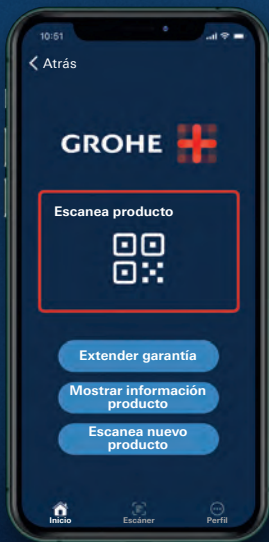 10:51
Atrás
GROHE
Escanea producto
Extender garantía
Mostrar información
producto
Escanea nuevo
producto
Inicio
Escáner
Perfil